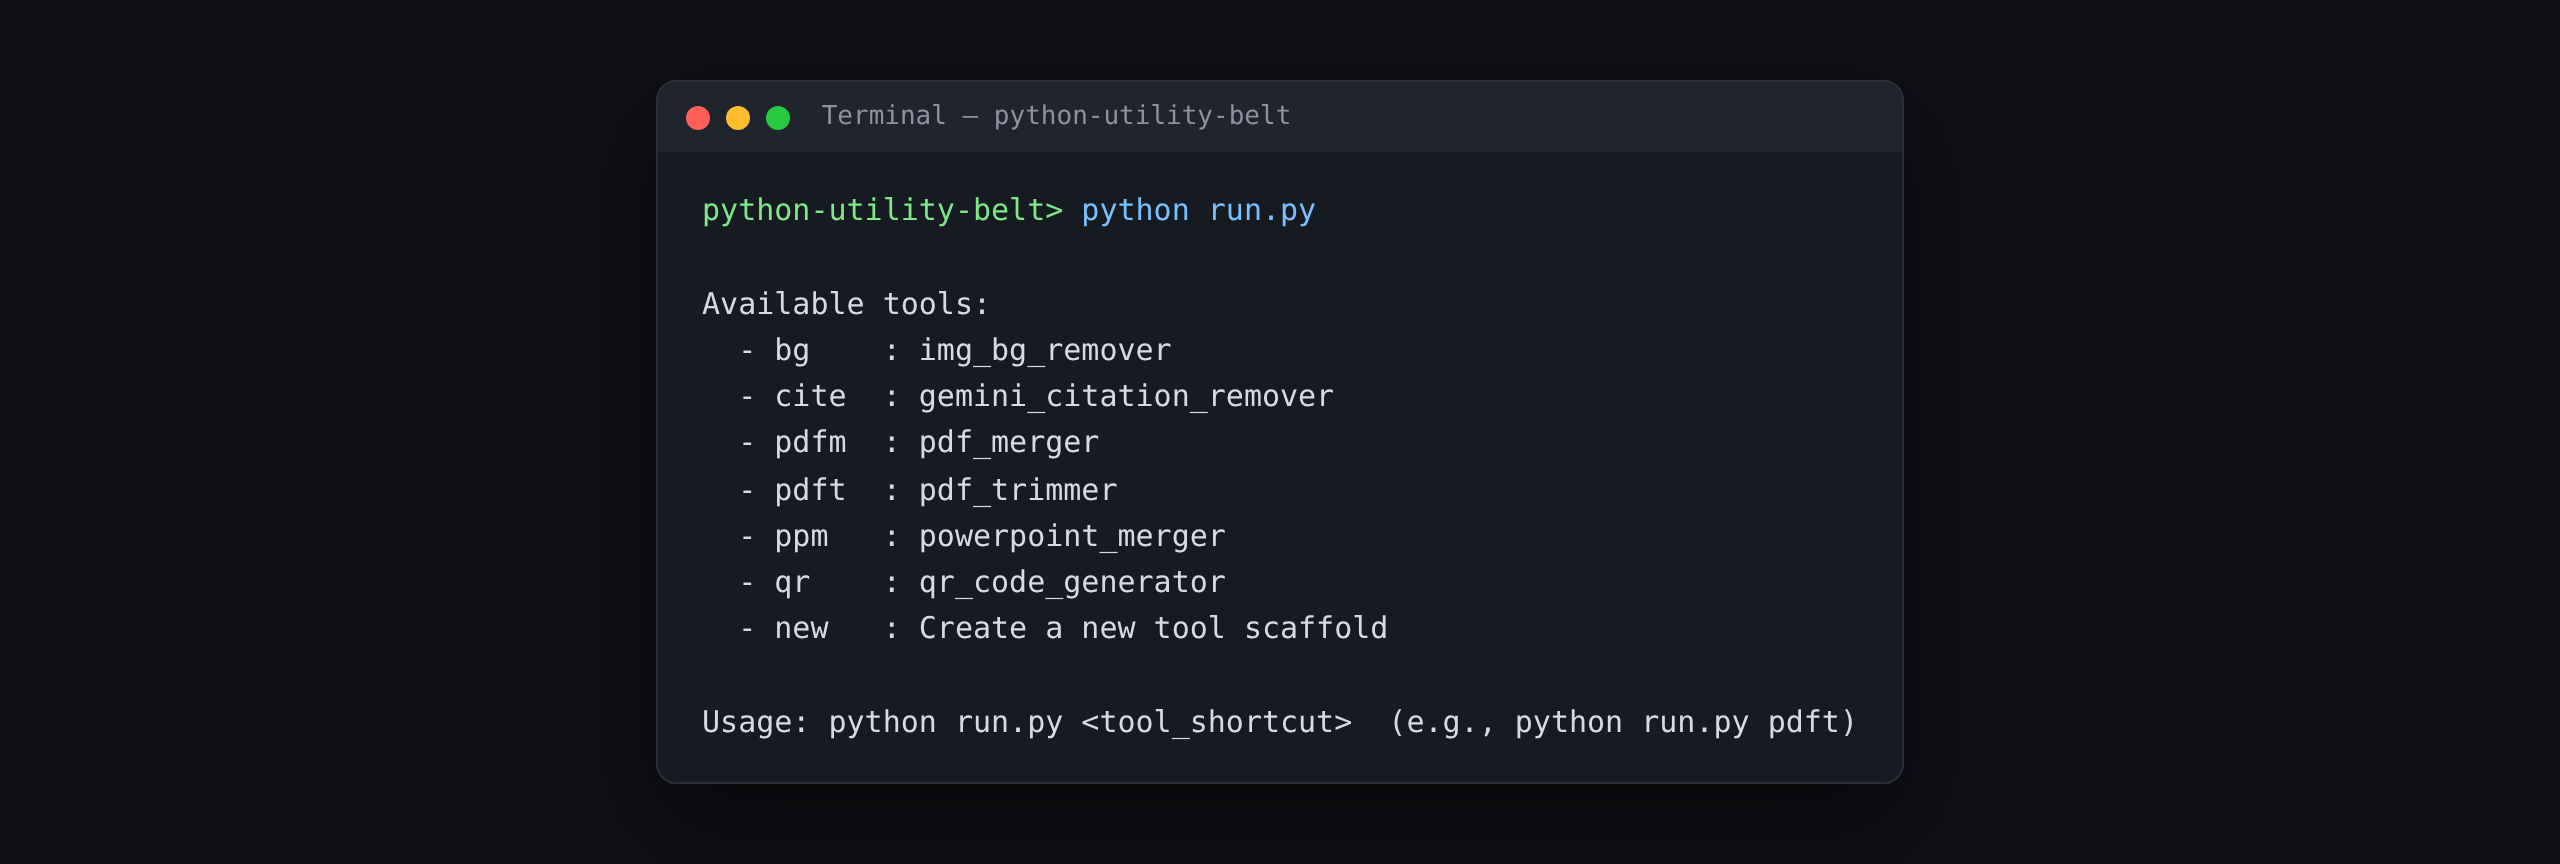 Terminal — python-utility-belt
python-utility-belt> python run.py
Available tools:
  - bg    : img_bg_remover
  - cite  : gemini_citation_remover
  - pdfm  : pdf_merger
  - pdft  : pdf_trimmer
  - ppm   : powerpoint_merger
  - qr    : qr_code_generator
  - new   : Create a new tool scaffold
Usage: python run.py <tool_shortcut>  (e.g., python run.py pdft)